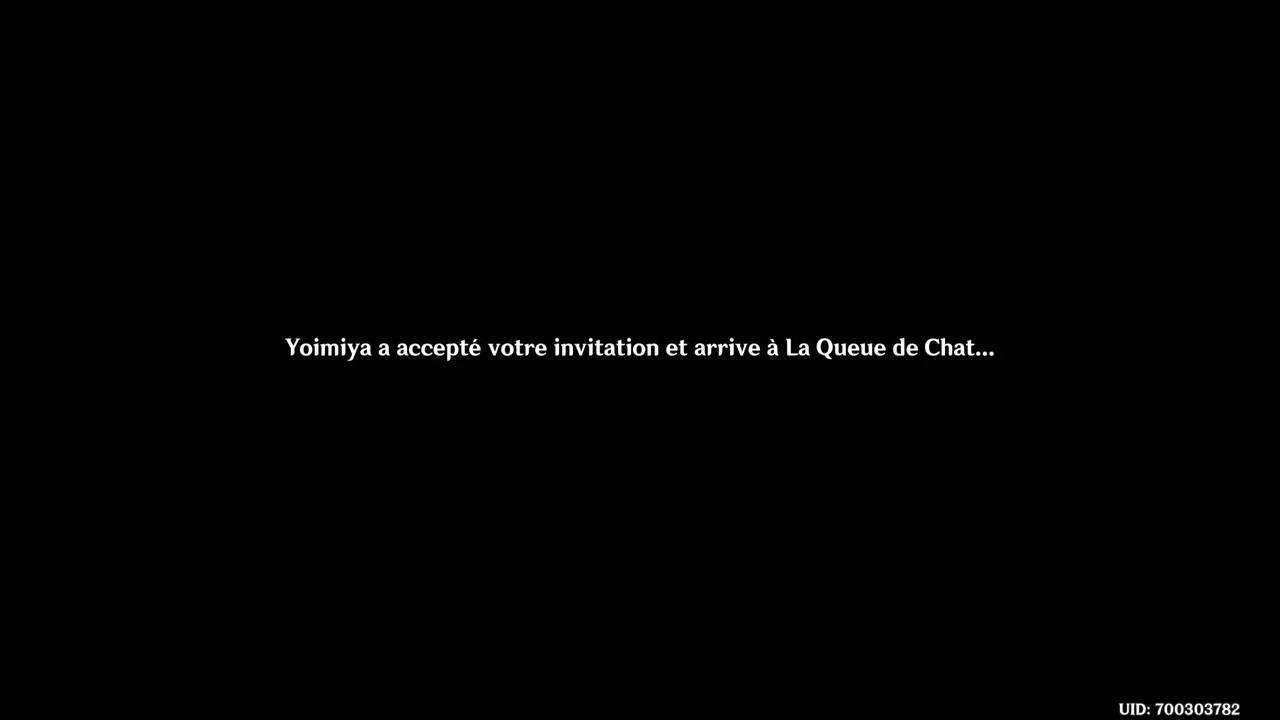 Yoimiya a accepté votre invitation et arrive à La Queue de Chat...
UID: 700303782